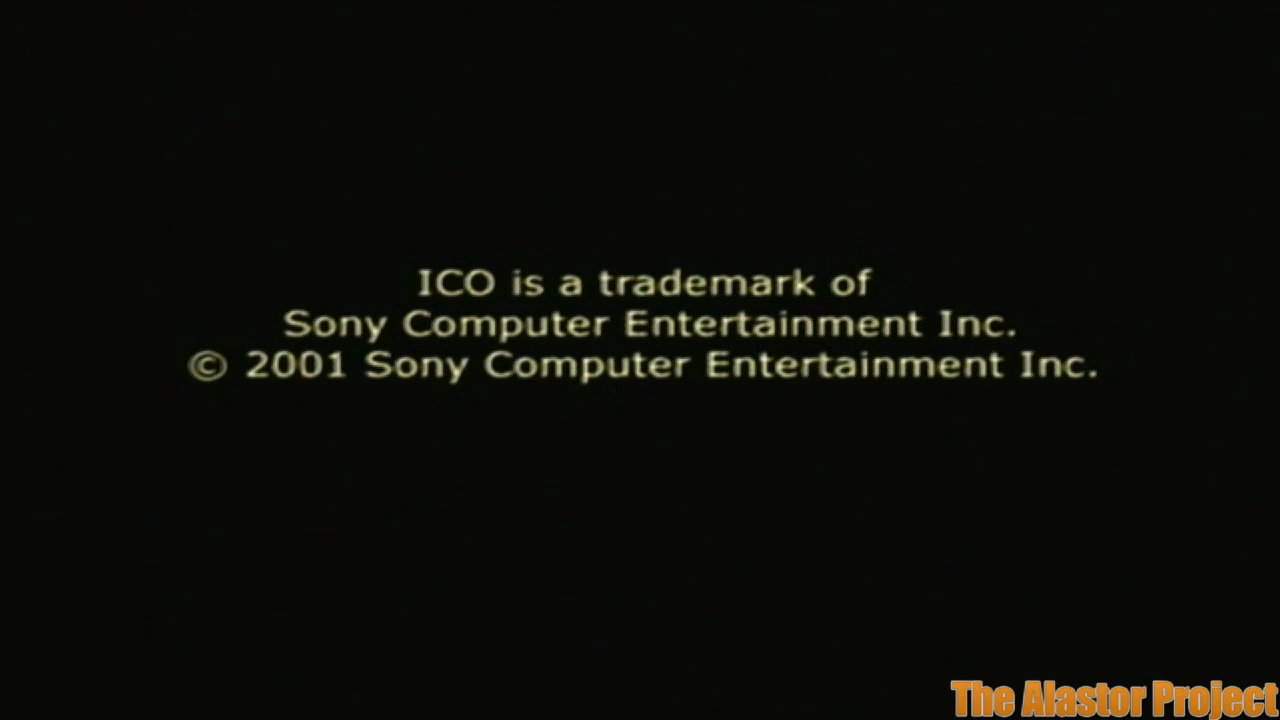 ICO is a trademark of
Sony Computer Entertainment Inc.
© 2001 Sony Computer Entertainment Inc.
The Alastor Project